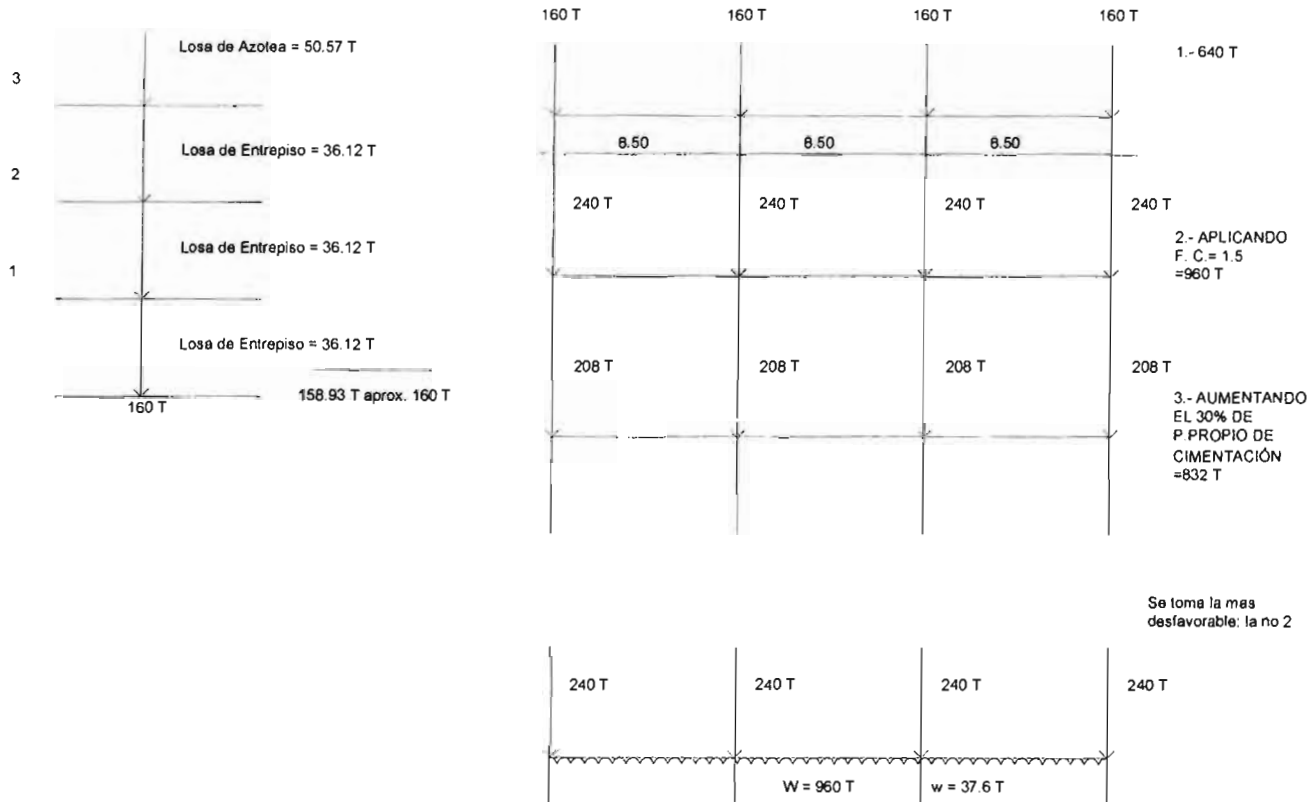 160 T
160 T
160 T
160 T
Losa de Azotea = 50.57 T
1.- 640 T
3
8.50
8.50
8.50
Losa de Entrepiso = 36.12 T
2
240 T
240 T
240 T
240 T
2.- APLICANDO
F. C.= 1.5
=960 T
Losa de Entrepiso = 36.12 T
1
Losa de Entrepiso = 36.12 T
208 T
208 T
208 T
208 T
158.93 T aprox. 160 T
160 T
3.- AUMENTANDO
EL 30% DE
P.PROPIO DE
CIMENTACIÓN
=832 T
Se toma la mas
desfavorable: la no 2
240 T
240 T
240 T
240 T
W = 960 T
w = 37.6 T